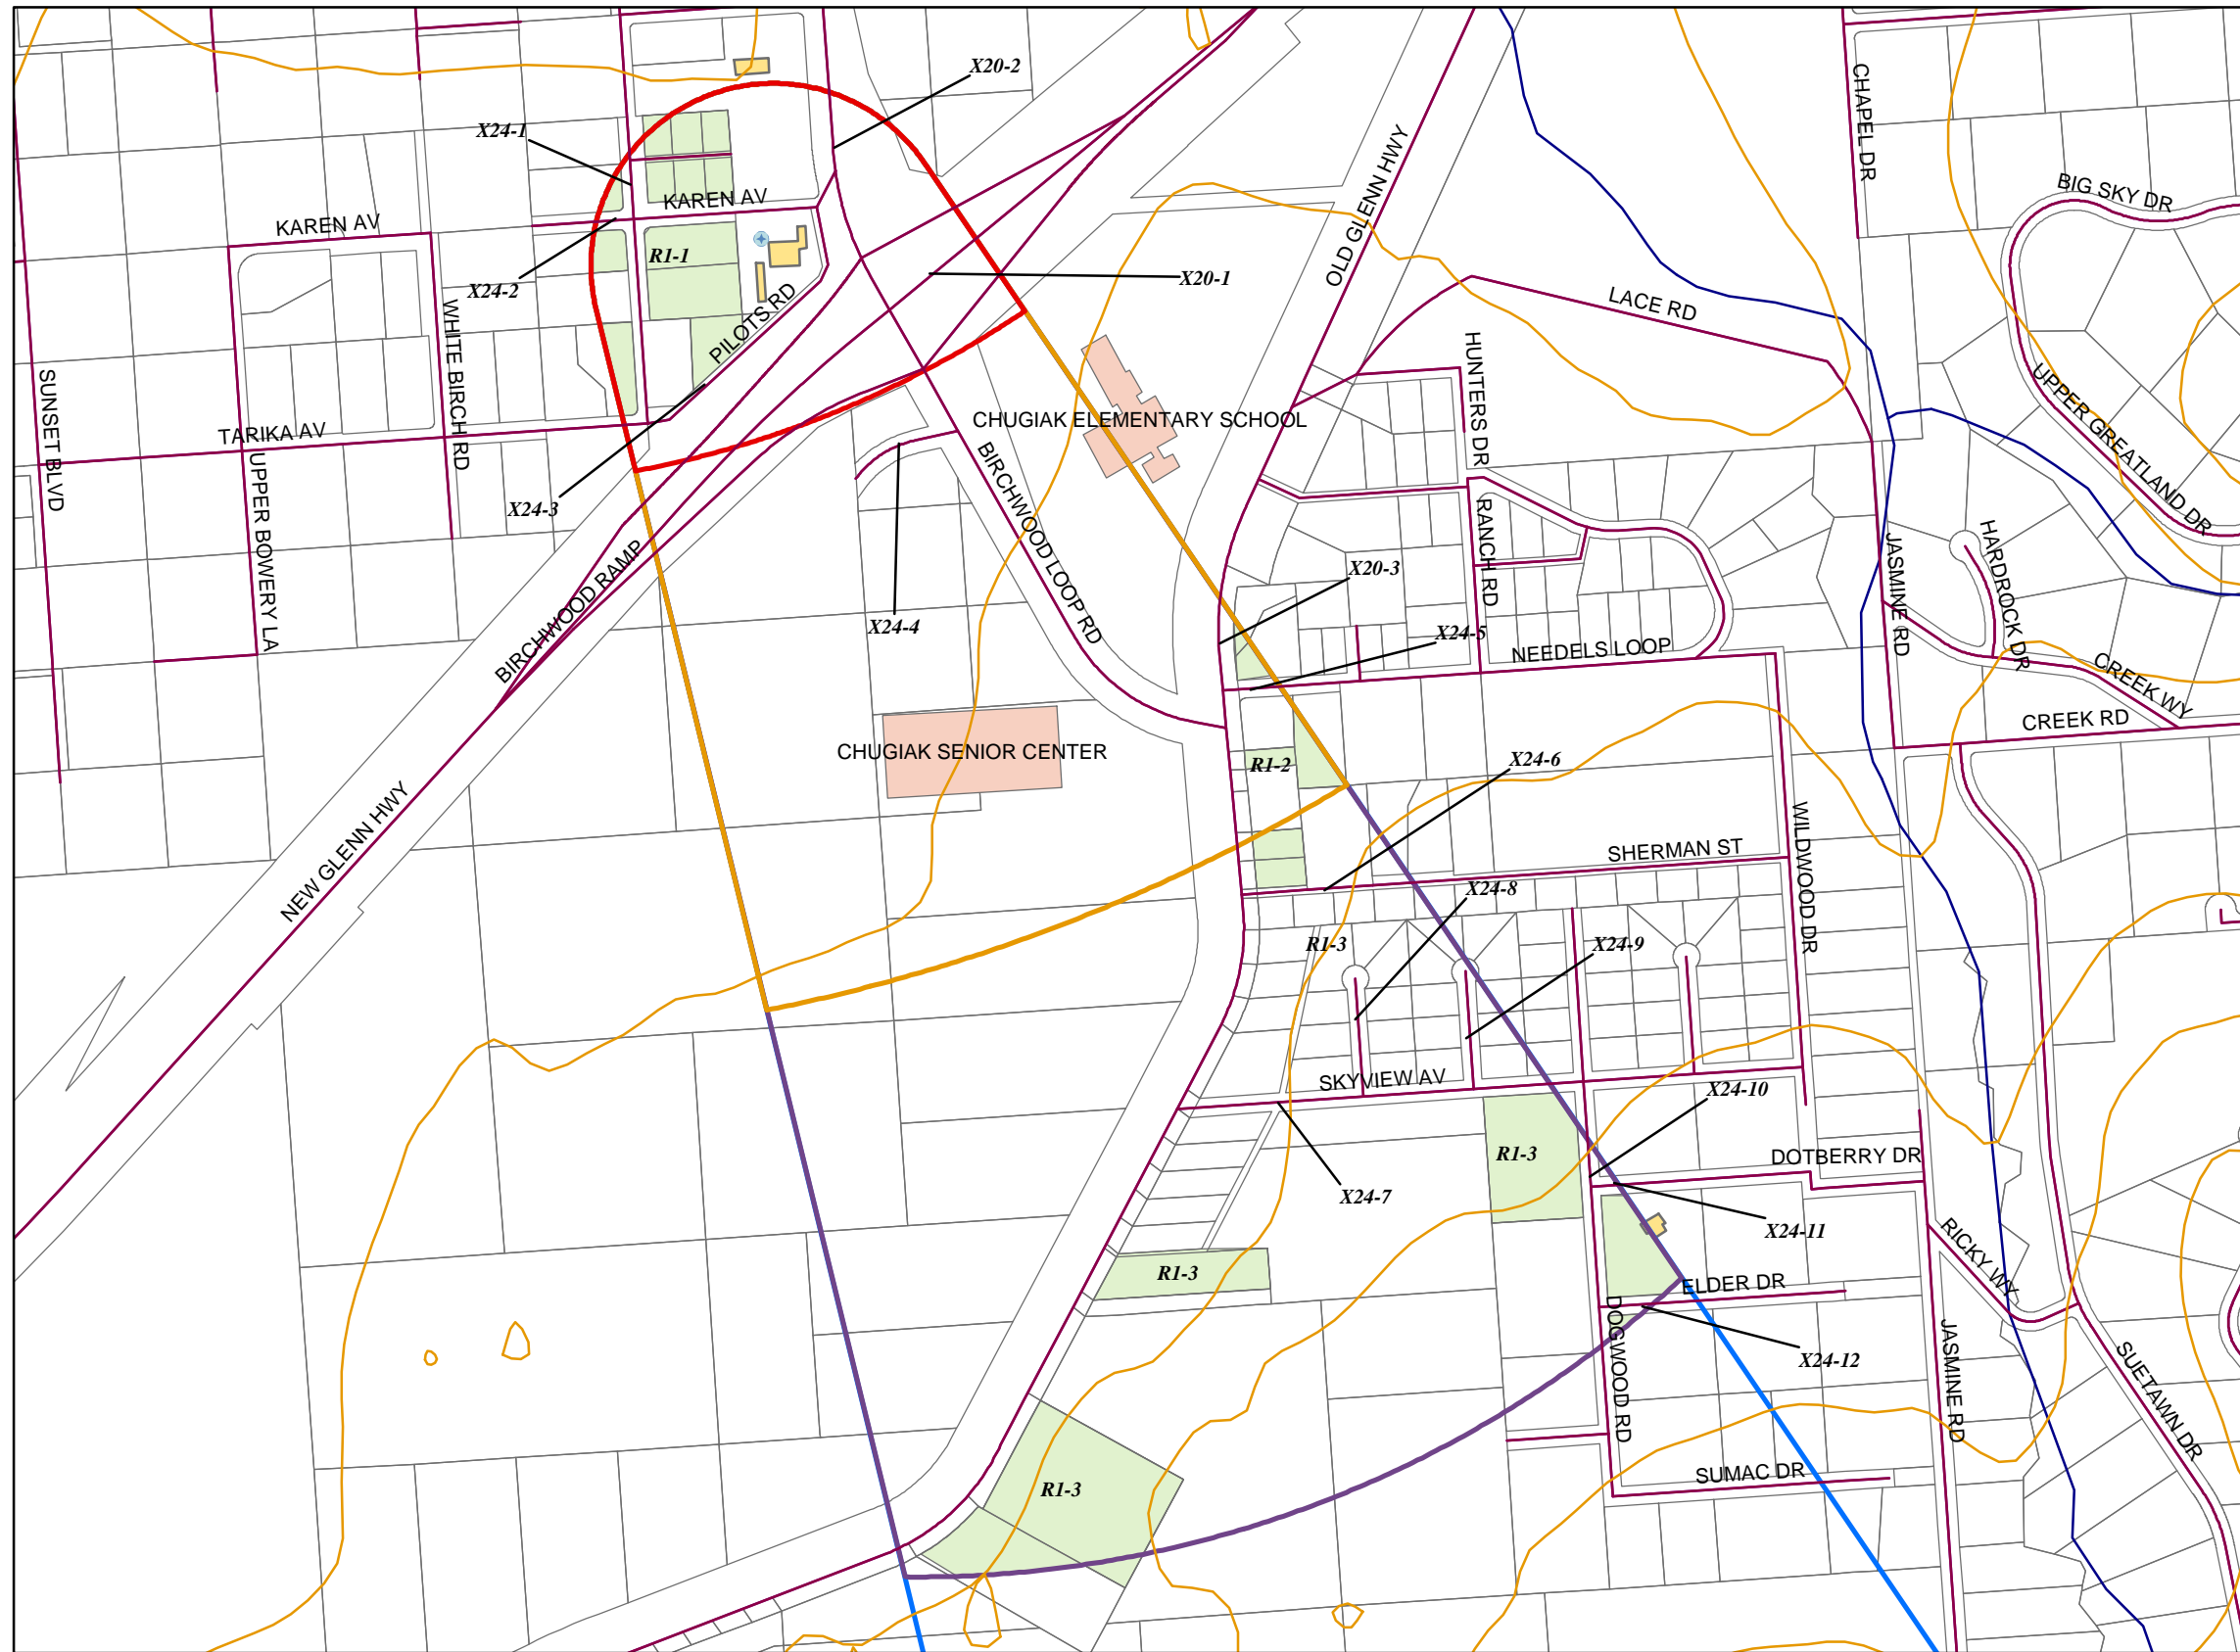 X20-2
X24-1
CHAPEL DR
OLD GLENN HWY
BIG SKY DR
KAREN AV
KAREN AV
R1-1
X20-1
X24-2
LACE RD
PILOTS RD
WHITE BIRCH RD
HUNTERS DR
SUNSET BLVD
UPPER GREATLAND DR
CHUGIAK ELEMENTARY SCHOOL
TARIKA AV
UPPER BOWERY LA
BIRCHWOOD LOOP RD
X24-3
RANCH RD
JASMINE RD
HARDROCK DR
BIRCHWOOD RAMP
X20-3
X24-4
X24-5
NEEDELS LOOP
CREEK WY
CREEK RD
CHUGIAK SENIOR CENTER
R1-2
X24-6
NEW GLENN HWY
WILDWOOD DR
SHERMAN ST
X24-8
R1-3
X24-9
SKYVIEW AV
X24-10
R1-3
DOTBERRY DR
X24-7
X24-11
RICKY WY
R1-3
ELDER DR
DOGWOOD RD
X24-12
JASMINE RD
SUETAWN DR
SUMAC DR
R1-3